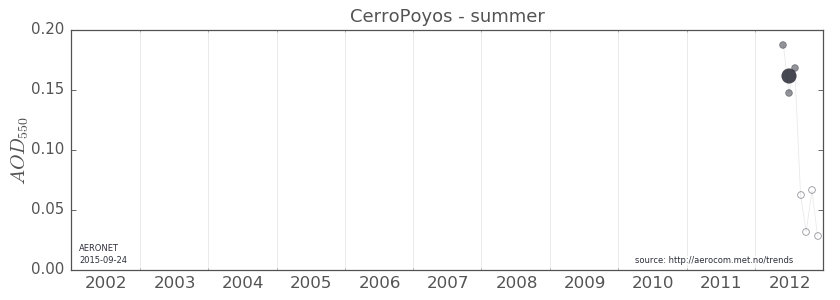 CerroPoyos - summer
0.20
0.15
0.10
0.05
0.00
AOD550
AERONET
2015-09-24
source: http://aerocom.met.no/trends
2002 2003 2004 2005 2006 2007 2008 2009 2010 2011 2012